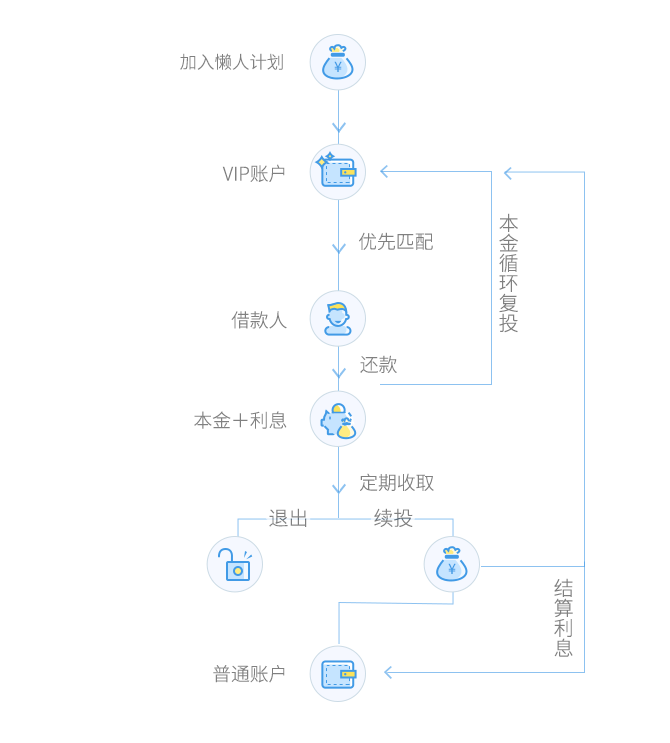 加入懒人计划
VIP账户
优先匹配
本金循环复投
借款人
还款
本金＋利息
定期收取
退出
续投
结算利息
普通账户